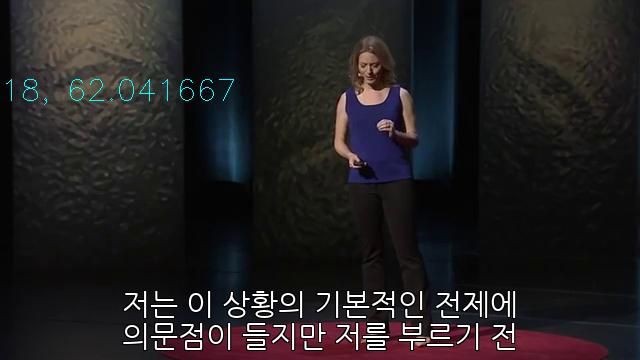 18, 62.041667
저는 이 상황의 기본적인 전제에
의문점이 들지만 저를 부르기 전